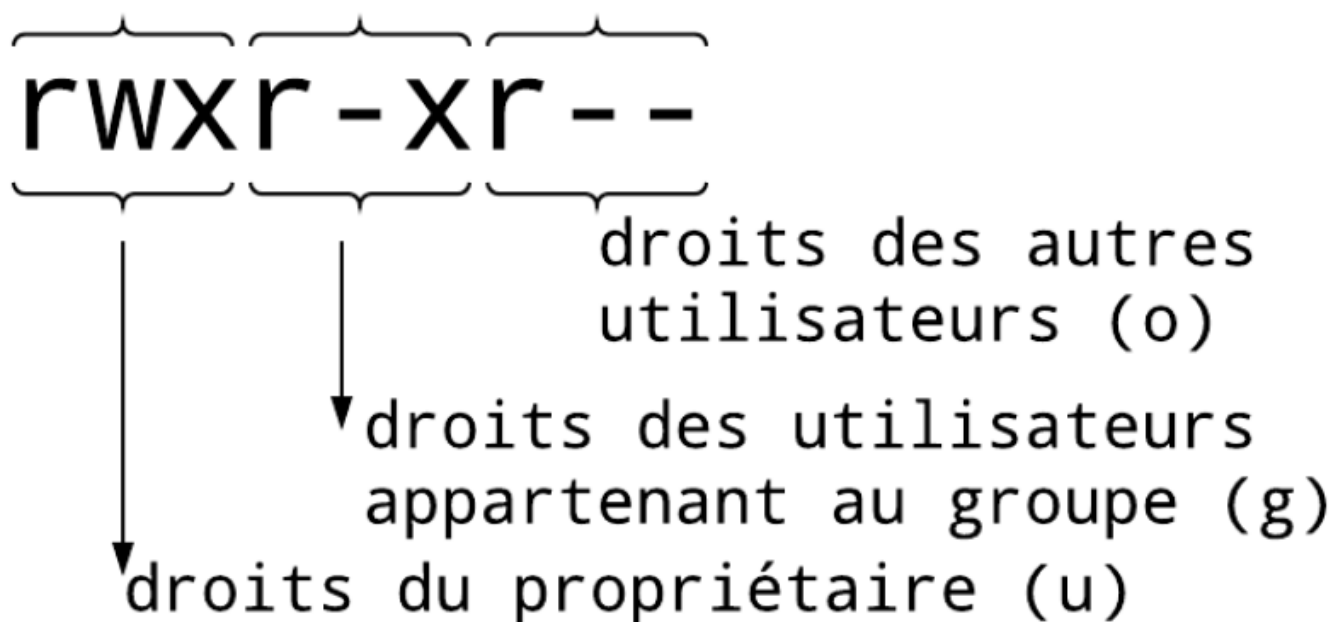 rwxr-xr--
droits des autres
utilisateurs (o)
droits des utilisateurs
appartenant au groupe (g)
droits du propriétaire (u)